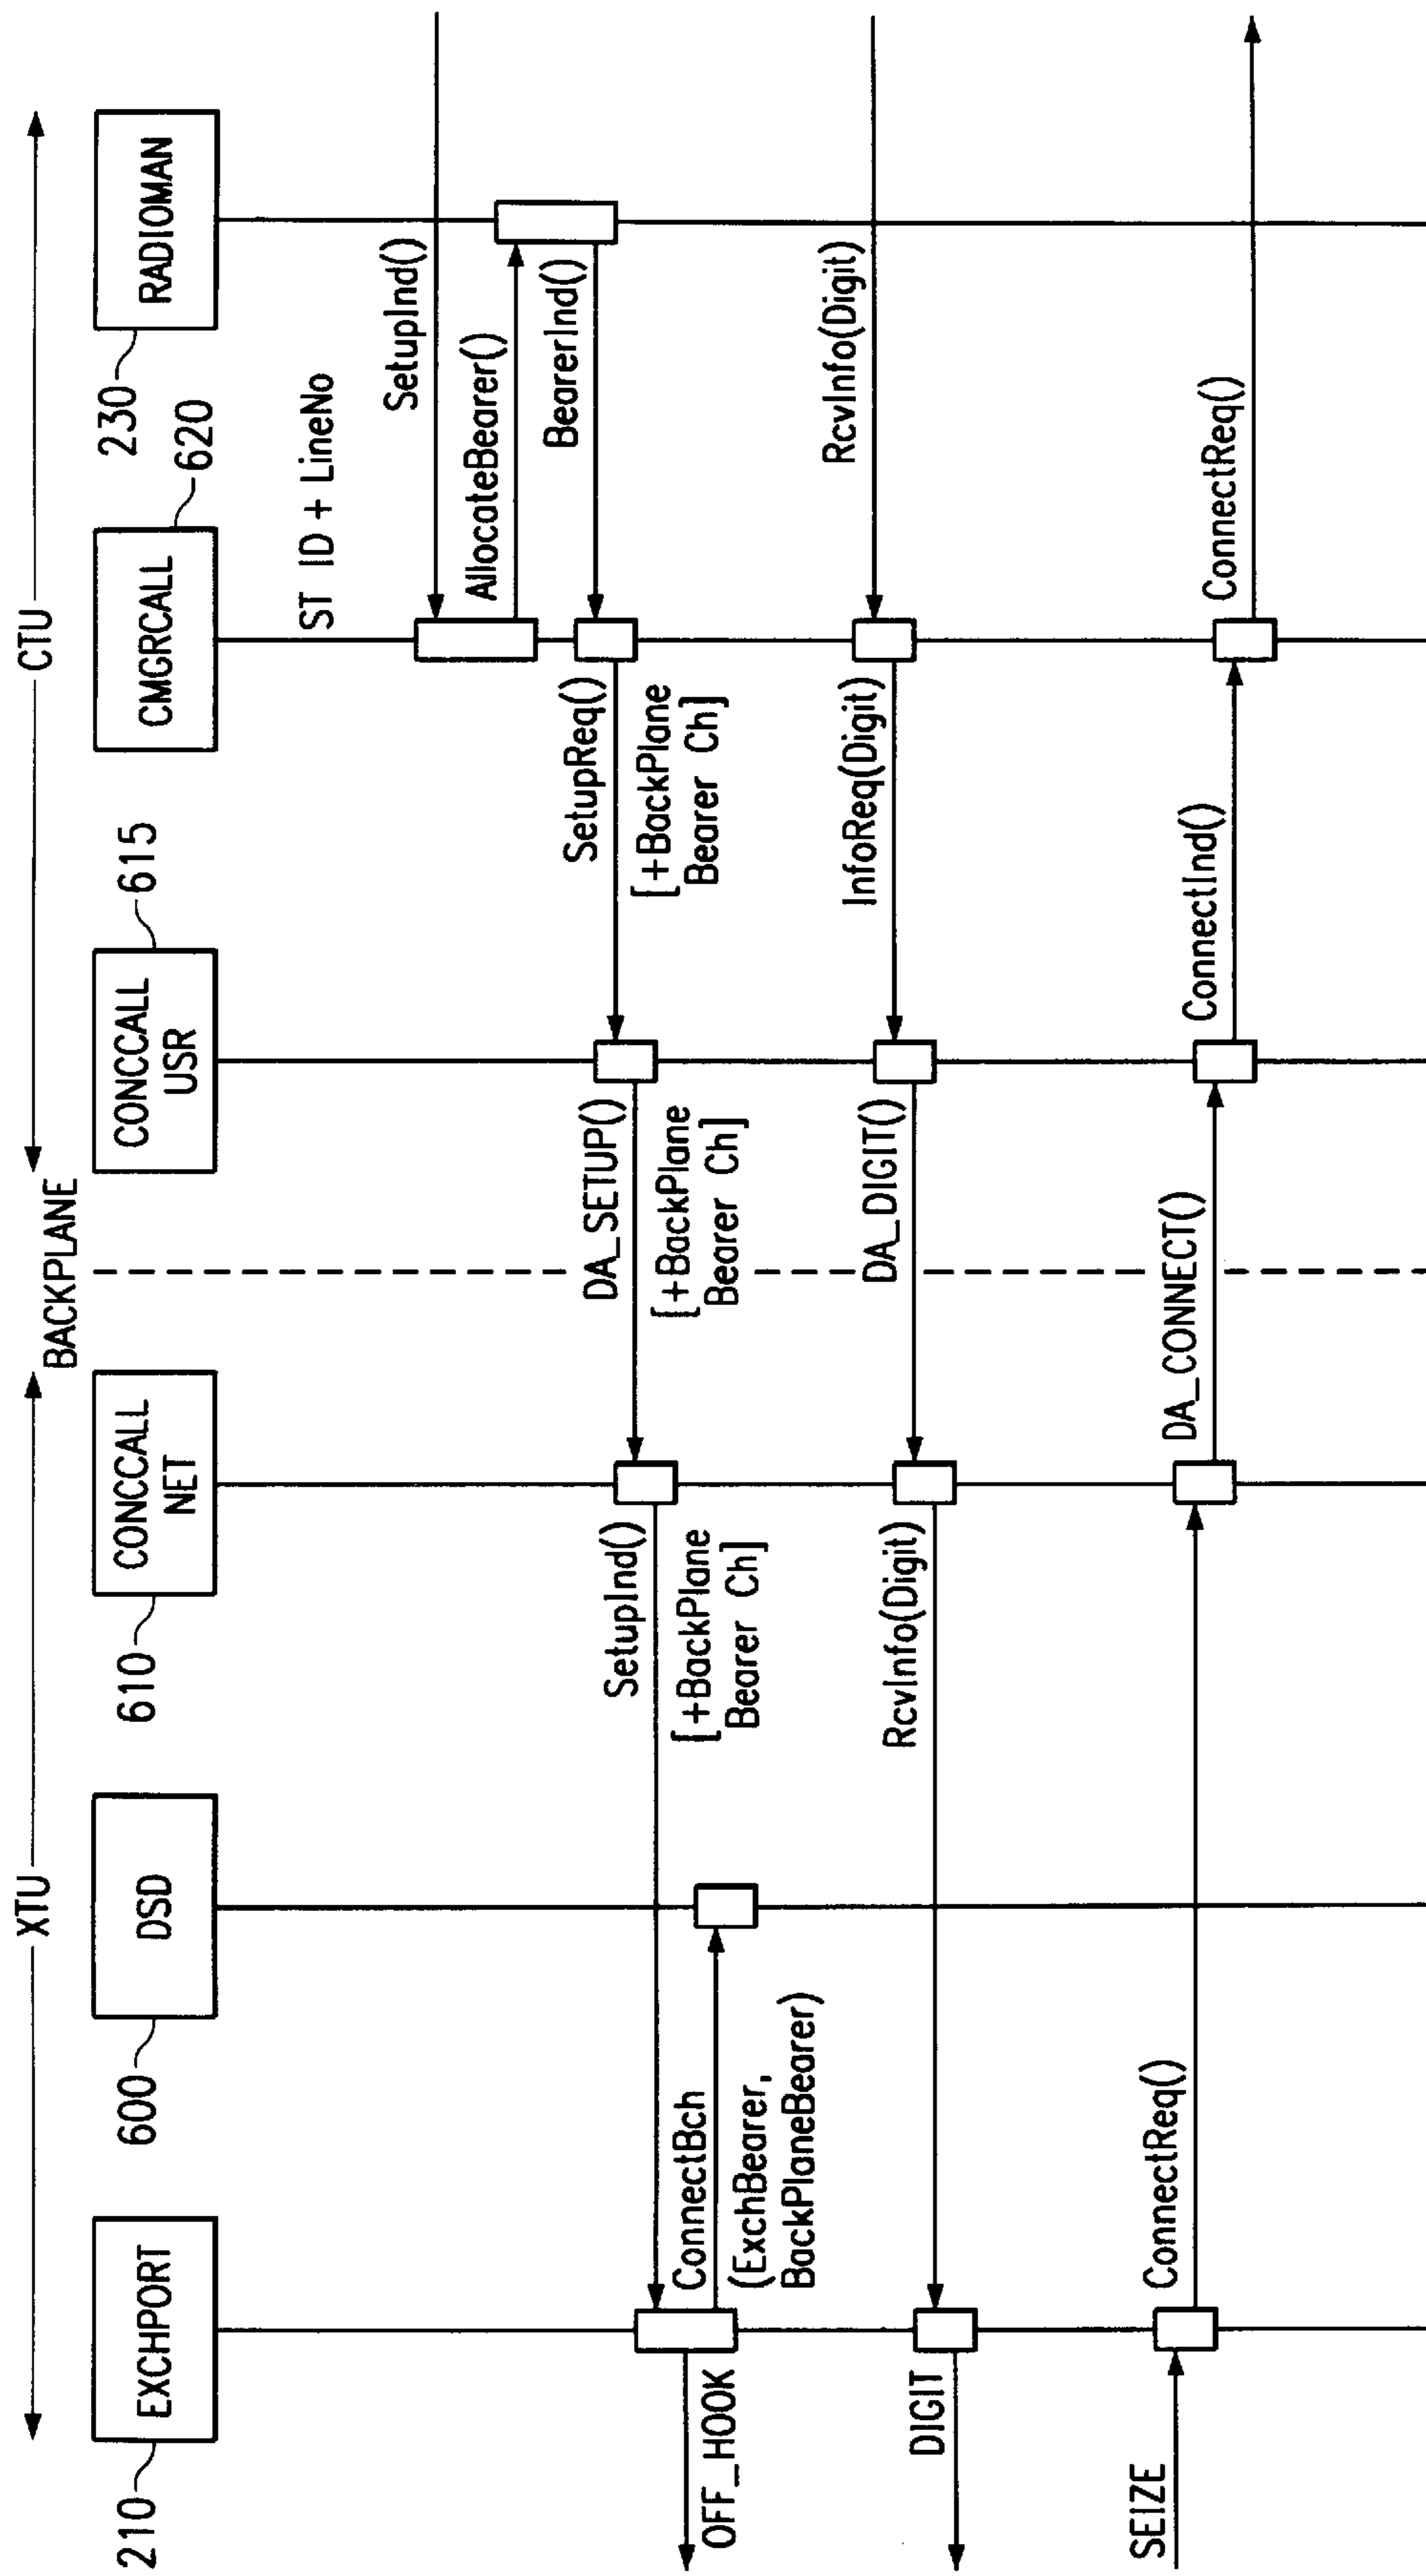 XTU
BACKPLANE
CTU
EXCHPORT
210
DSD
600
CONCCALL
NET
610
CONCCALL
USR
615
CMGRCALL
620
RADIOMAN
230
ST ID + LineNo
SetupInd()
AllocateBearer()
BearerInd()
SetupReq()
[+BackPlane
Bearer Ch]
DA_SETUP()
[+BackPlane
Bearer Ch]
SetupInd()
[+BackPlane
Bearer Ch]
ConnectBch
(ExchBearer,
BackPlaneBearer)
OFF_HOOK
RcvInfo(Digit)
InfoReq(Digit)
DA_DIGIT()
RcvInfo(Digit)
DIGIT
SEIZE
ConnectReq()
DA_CONNECT()
ConnectInd()
ConnectReq()